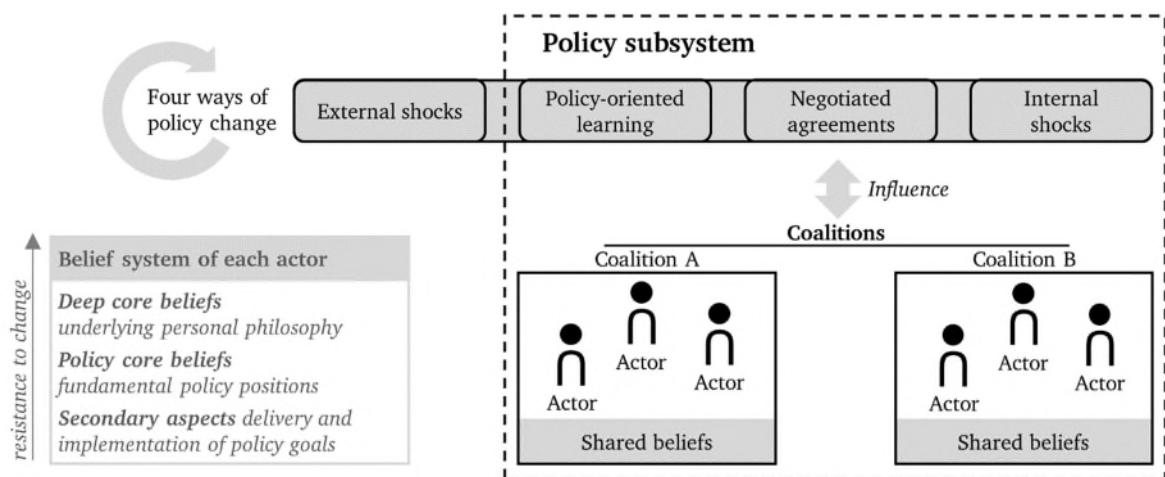 Policy subsystem
Four ways of
policy change
External shocks
Policy-oriented
learning
Negotiated
agreements
Internal
shocks
Influence
Coalitions
Coalition A
Coalition B
Actor
Actor
Actor
Shared beliefs
Actor
Actor
Actor
Shared beliefs
resistance to change
Belief system of each actor
Deep core beliefs
underlying personal philosophy
Policy core beliefs
fundamental policy positions
Secondary aspects delivery and
implementation of policy goals